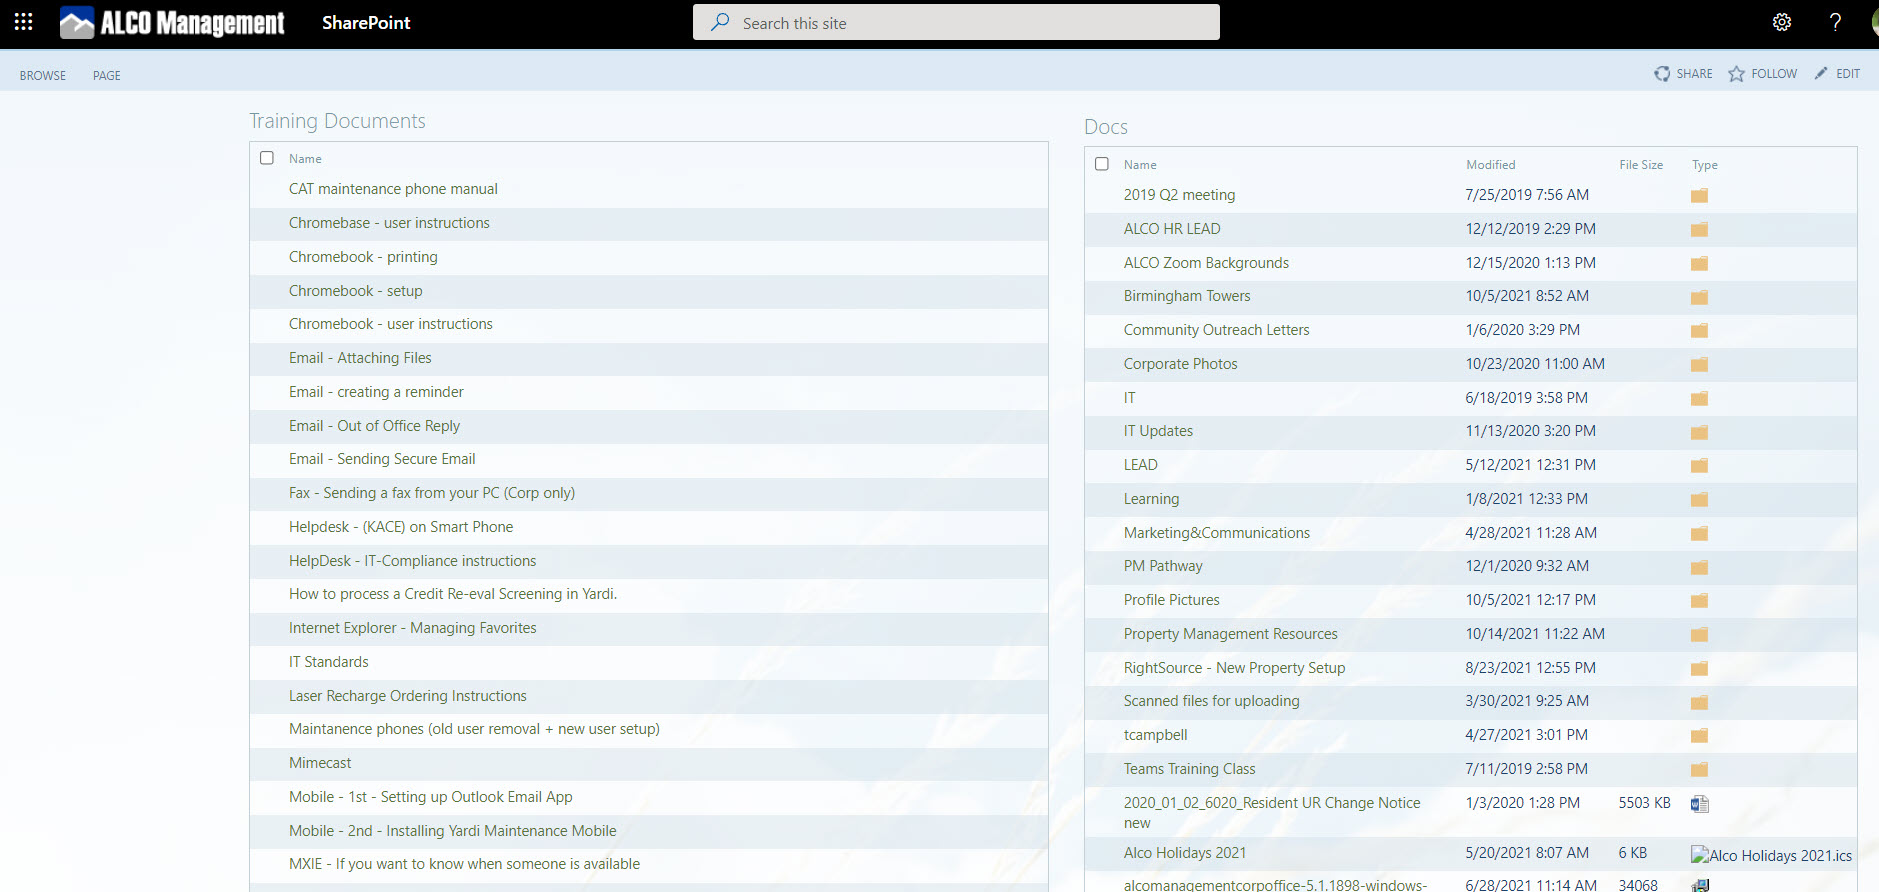 ALCO Management
SharePoint
Search this site
?
BROWSE
PAGE
SHARE
FOLLOW
EDIT
Training Documents
Name
CAT maintenance phone manual
Chromebase - user instructions
Chromebook - printing
Chromebook - setup
Chromebook - user instructions
Email - Attaching Files
Email - creating a reminder
Email - Out of Office Reply
Email - Sending Secure Email
Fax - Sending a fax from your PC (Corp only)
Helpdesk - (KACE) on Smart Phone
HelpDesk - IT-Compliance instructions
How to process a Credit Re-eval Screening in Yardi.
Internet Explorer - Managing Favorites
IT Standards
Laser Recharge Ordering Instructions
Maintanence phones (old user removal + new user setup)
Mimecast
Mobile - 1st - Setting up Outlook Email App
Mobile - 2nd - Installing Yardi Maintenance Mobile
MXIE - If you want to know when someone is available
Docs
Name Modified File Size Type
2019 Q2 meeting 7/25/2019 7:56 AM
ALCO HR LEAD 12/12/2019 2:29 PM
ALCO Zoom Backgrounds 12/15/2020 1:13 PM
Birmingham Towers 10/5/2021 8:52 AM
Community Outreach Letters 1/6/2020 3:29 PM
Corporate Photos 10/23/2020 11:00 AM
IT 6/18/2019 3:58 PM
IT Updates 11/13/2020 3:20 PM
LEAD 5/12/2021 12:31 PM
Learning 1/8/2021 12:33 PM
Marketing&Communications 4/28/2021 11:28 AM
PM Pathway 12/1/2020 9:32 AM
Profile Pictures 10/5/2021 12:17 PM
Property Management Resources 10/14/2021 11:22 AM
RightSource - New Property Setup 8/23/2021 12:55 PM
Scanned files for uploading 3/30/2021 9:25 AM
tcampbell 4/27/2021 3:01 PM
Teams Training Class 7/11/2019 2:58 PM
2020_01_02_6020_Resident UR Change Notice 1/3/2020 1:28 PM 5503 KB
new
Alco Holidays 2021 5/20/2021 8:07 AM 6 KB Alco Holidays 2021.ics
alcomanagementcorpoffice-5.1.1898-windows- 6/28/2021 11:14 AM 34068